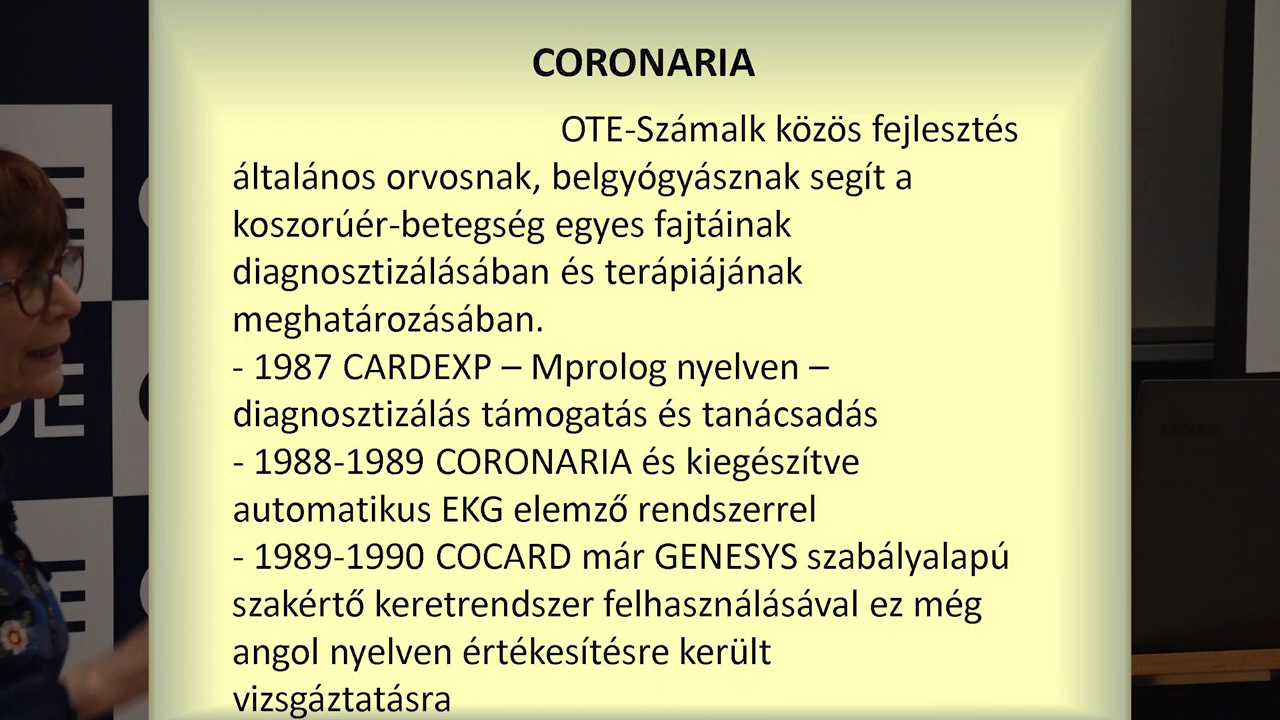 CORONARIA
OTE-Számalk közös fejlesztés
általános orvosnak, belgyógyásznak segít a
koszorúér-betegség egyes fajtáinak
diagnosztizálásában és terápiájának
meghatározásában.
- 1987 CARDEXP – Mprolog nyelven –
diagnosztizálás támogatás és tanácsadás
- 1988-1989 CORONARIA és kiegészítve
automatikus EKG elemző rendszerrel
- 1989-1990 COCARD már GENESYS szabályalapú
szakértő keretrendszer felhasználásával ez még
angol nyelven értékesítésre került
vizsgáztatásra